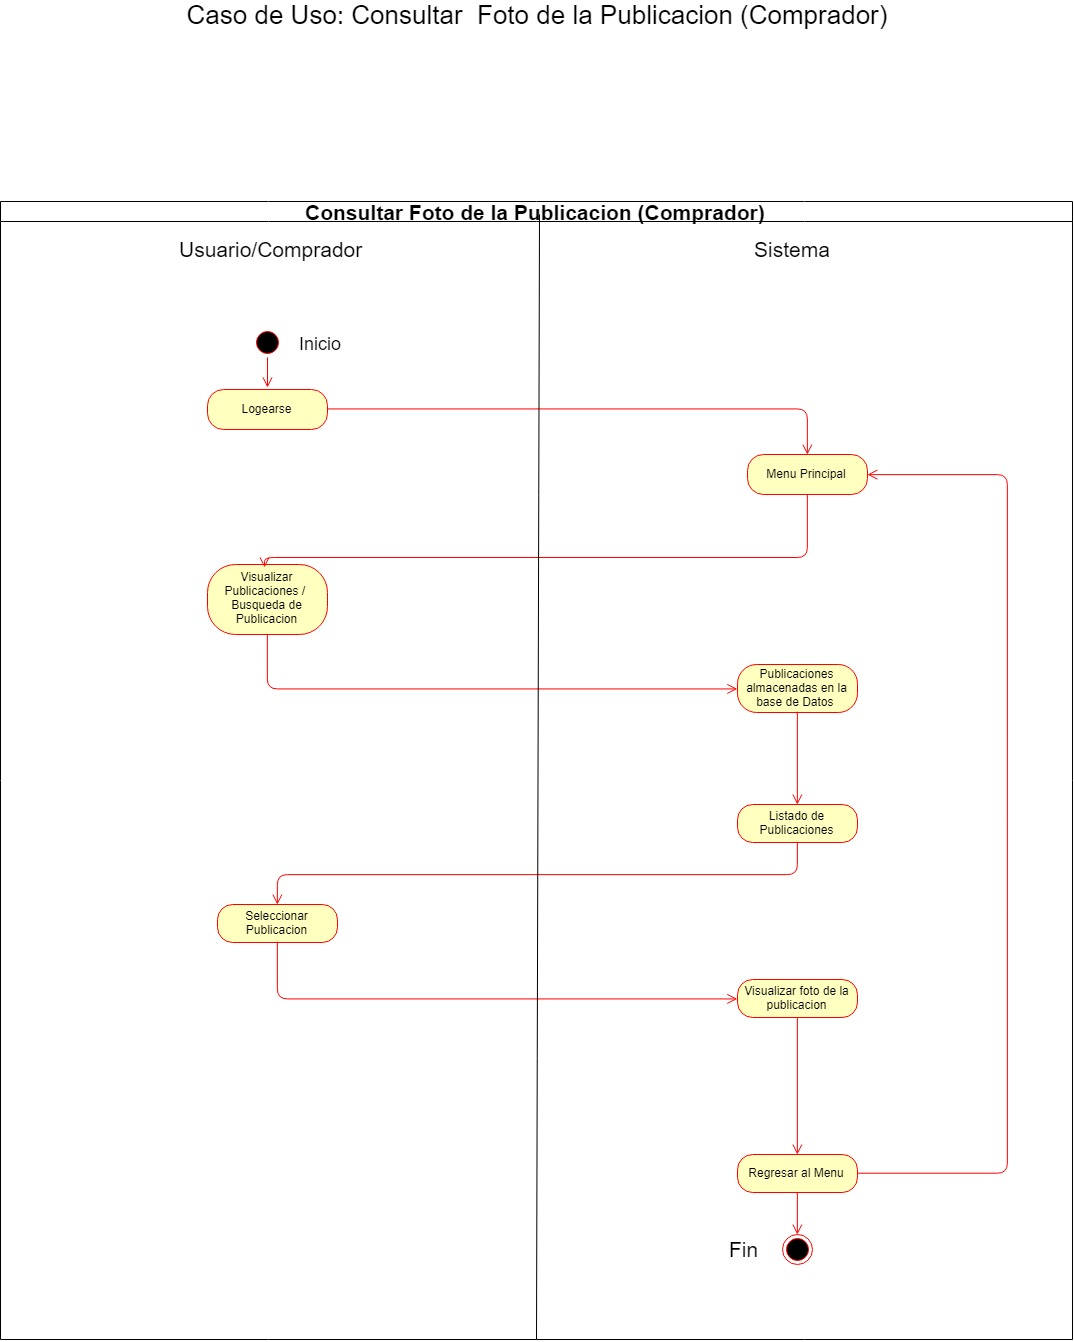 Caso de Uso: Consultar  Foto de la Publicacion (Comprador)
Consultar Foto de la Publicacion (Comprador)
Usuario/Comprador
Sistema
Inicio
Logearse
Menu Principal
Visualizar
Publicaciones /
Busqueda de
Publicacion
Publicaciones
almacenadas en la
base de Datos
Listado de
Publicaciones
Seleccionar
Publicacion
Visualizar foto de la
publicacion
Regresar al Menu
Fin